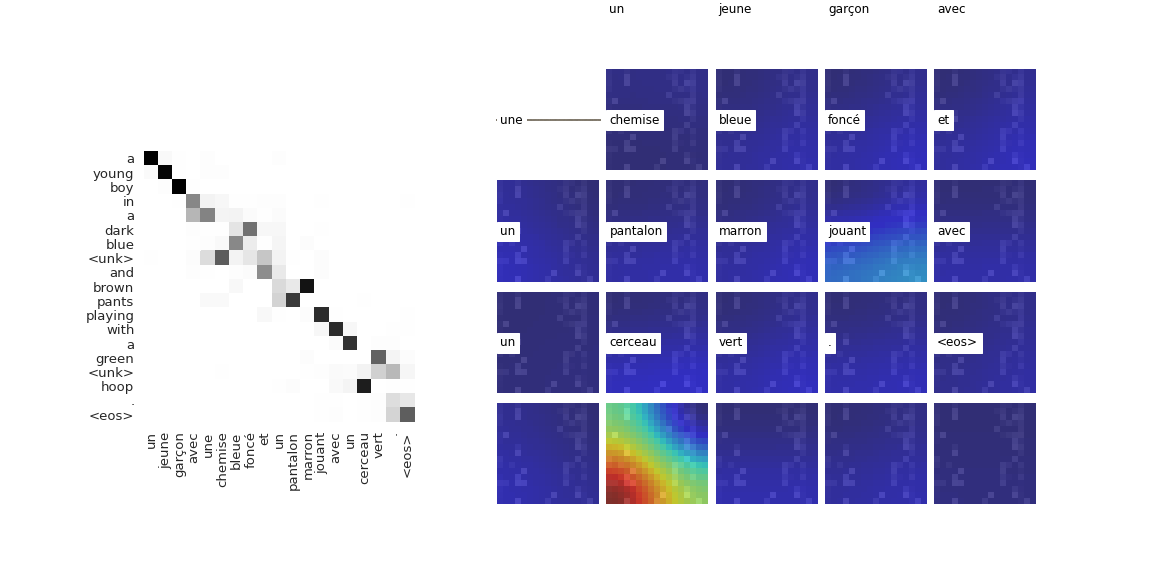 a
young
boy
in
a
dark
blue
<unk>
and
brown
pants
playing
with
a
green
<unk>
hoop
.
<eos>
un
jeune
garçon
avec
une
chemise
bleue
foncé
et
un
pantalon
marron
jouant
avec
un
cerceau
vert
.
<eos>
un jeune garçon avec
une chemise bleue foncé et
un pantalon marron jouant avec
un cerceau vert . <eos>